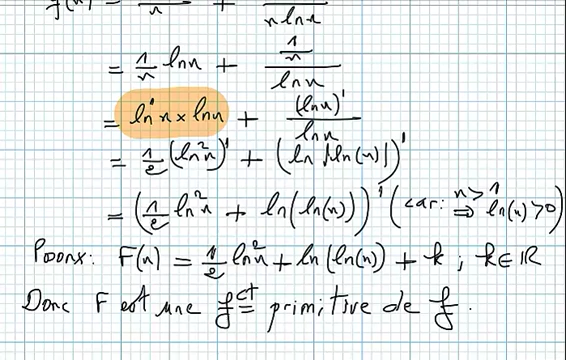 f(x) = /x + /x ln x
= 1/x ln x + (1/x)/(ln x)
= ln'x × ln x + (ln x)'/(ln x)
= 1/2 (ln²x)' + (ln |ln(x)|)'
= (1/2 ln²x + ln(ln(x)))' (car: x > 1 ⇒ ln(x) > 0)
Posons: F(x) = 1/2 ln²x + ln(ln(x)) + k ; k ∈ ℝ
Donc F est une fct primitive de f.